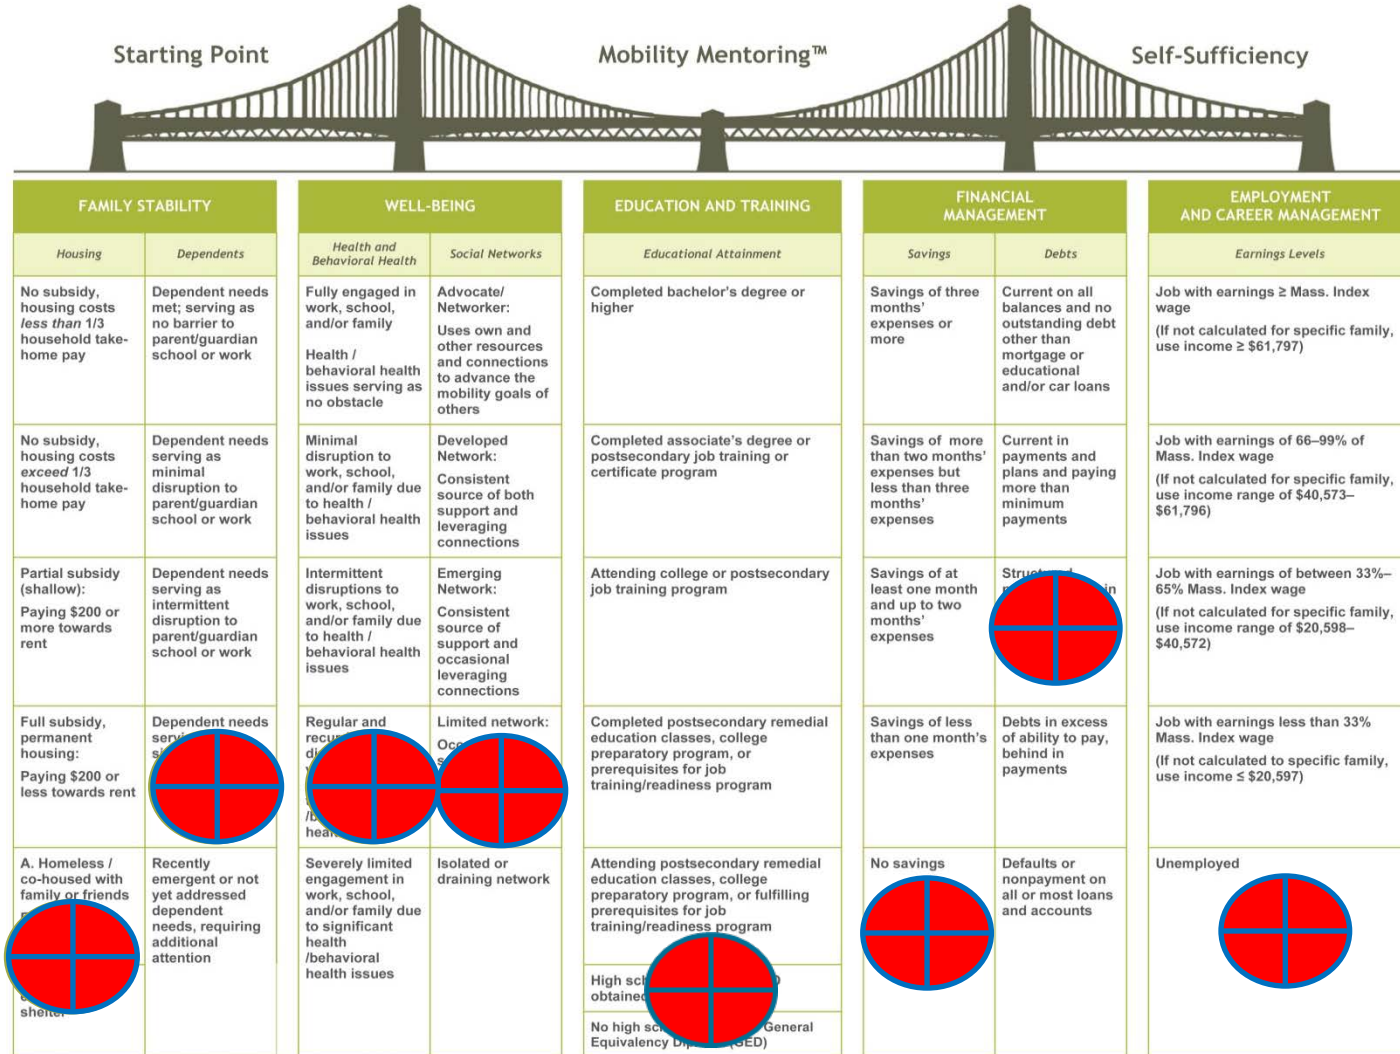 Starting Point
Mobility Mentoring™
Self-Sufficiency
FAMILY STABILITY
WELL-BEING
EDUCATION AND TRAINING
FINANCIAL
MANAGEMENT
EMPLOYMENT
AND CAREER MANAGEMENT
Housing
Dependents
Health and
Behavioral Health
Social Networks
Educational Attainment
Savings
Debts
Earnings Levels
No subsidy,
housing costs
less than 1/3
household take-
home pay
Dependent needs
met; serving as
no barrier to
parent/guardian
school or work
Fully engaged in
work, school,
and/or family
Health /
behavioral health
issues serving as
no obstacle
Advocate/
Networker:
Uses own and
other resources
and connections
to advance the
mobility goals of
others
Completed bachelor's degree or
higher
Savings of three
months'
expenses or
more
Current on all
balances and no
outstanding debt
other than
mortgage or
educational
and/or car loans
Job with earnings ≥ Mass. Index
wage
(If not calculated for specific family,
use income ≥ $61,797)
No subsidy,
housing costs
exceed 1/3
household take-
home pay
Dependent needs
serving as
minimal
disruption to
parent/guardian
school or work
Minimal
disruption to
work, school,
and/or family due
to health /
behavioral health
issues
Developed
Network:
Consistent
source of both
support and
leveraging
connections
Completed associate's degree or
postsecondary job training or
certificate program
Savings of more
than two months'
expenses but
less than three
months'
expenses
Current in
payments and
plans and paying
more than
minimum
payments
Job with earnings of 66–99% of
Mass. Index wage
(If not calculated for specific family,
use income range of $40,573–
$61,796)
Partial subsidy
(shallow):
Paying $200 or
more towards
rent
Dependent needs
serving as
intermittent
disruption to
parent/guardian
school or work
Intermittent
disruptions to
work, school,
and/or family due
to health /
behavioral health
issues
Emerging
Network:
Consistent
source of
support and
occasional
leveraging
connections
Attending college or postsecondary
job training program
Savings of at
least one month
and up to two
months'
expenses
in
Job with earnings of between 33%–
65% Mass. Index wage
(If not calculated for specific family,
use income range of $20,598–
$40,572)
Full subsidy,
permanent
housing:
Paying $200 or
less towards rent
Dependent needs
Regular and
Limited network:
Completed postsecondary remedial
education classes, college
preparatory program, or
prerequisites for job
training/readiness program
Savings of less
than one month's
expenses
Debts in excess
of ability to pay,
behind in
payments
Job with earnings less than 33%
Mass. Index wage
(If not calculated to specific family,
use income ≤ $20,597)
A. Homeless /
co-housed with
family or friends
shelter
Recently
emergent or not
yet addressed
dependent
needs, requiring
additional
attention
Severely limited
engagement in
work, school,
and/or family due
to significant
health
/behavioral
health issues
Isolated or
draining network
Attending postsecondary remedial
education classes, college
preparatory program, or fulfilling
prerequisites for job
training/readiness program
High
obtained
No high General
Equivalency (GED)
No savings
Defaults or
nonpayment on
all or most loans
and accounts
Unemployed